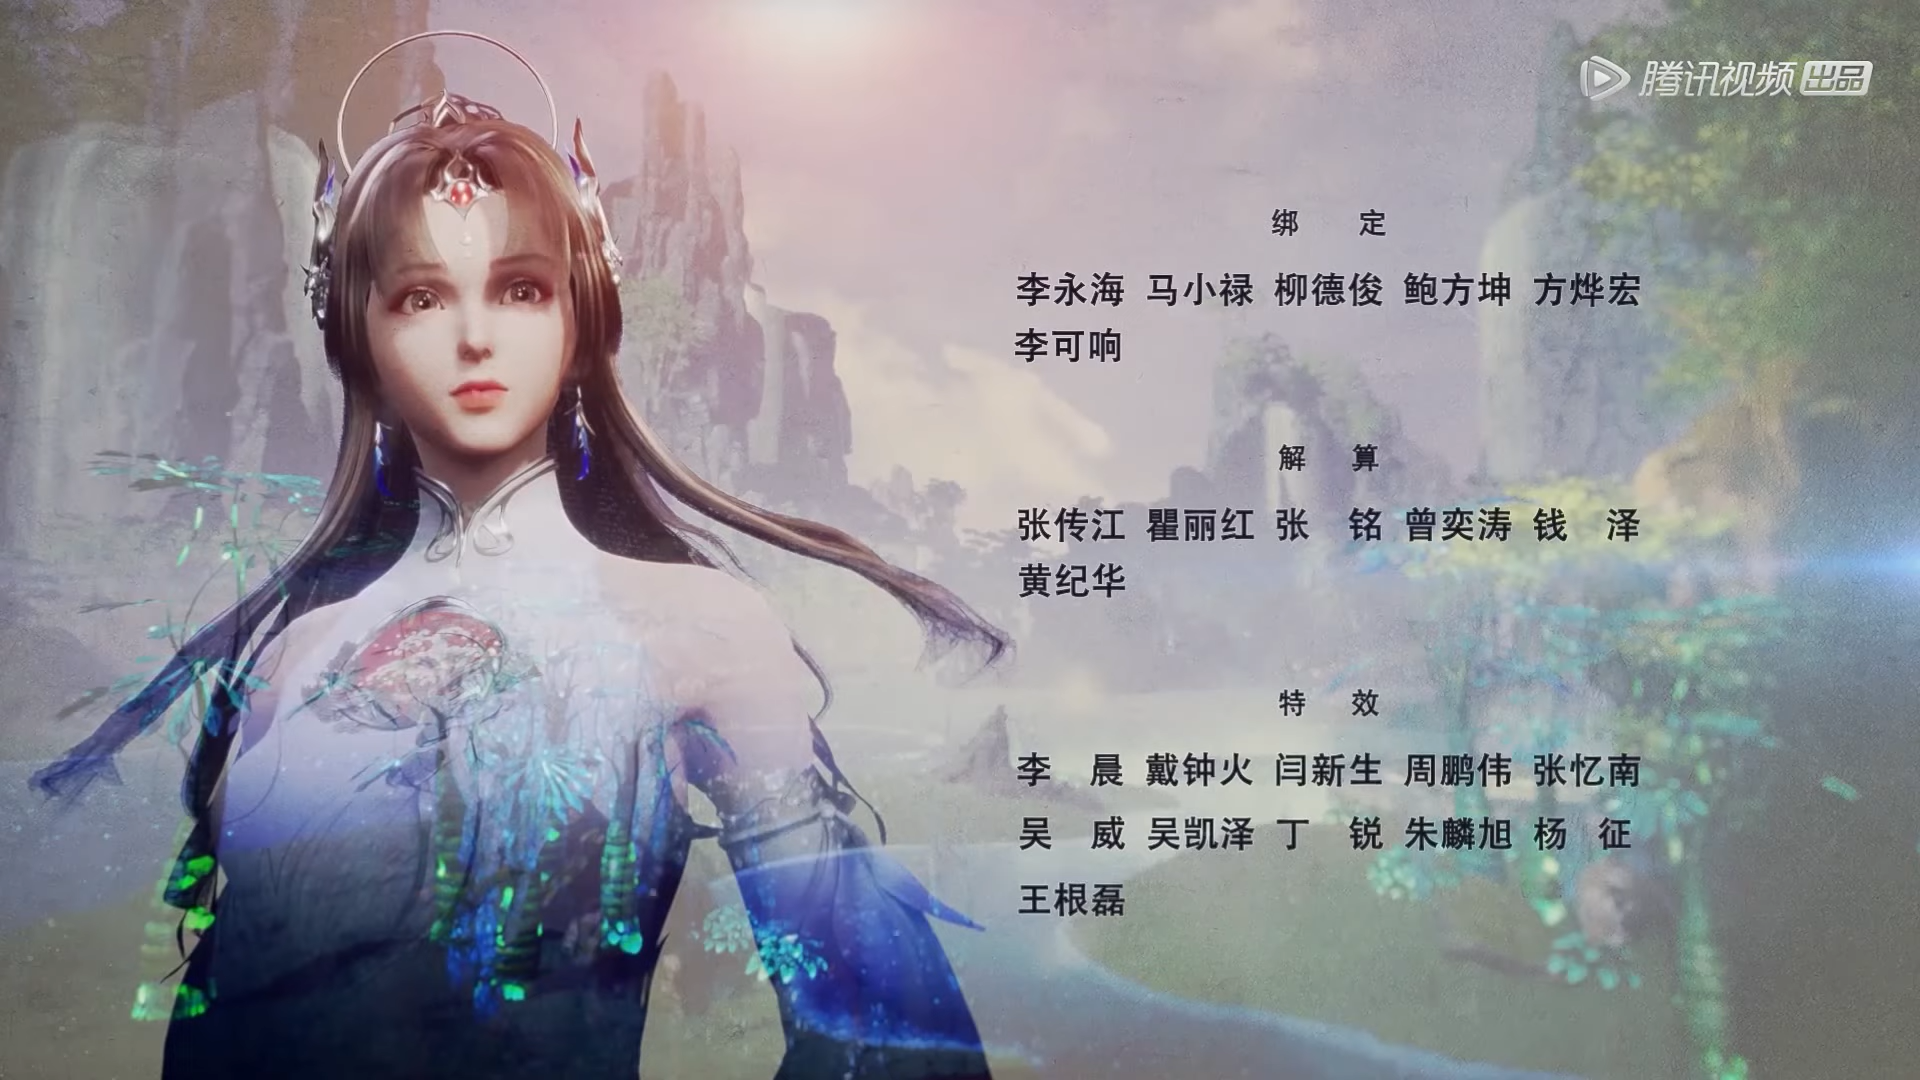 腾讯视频 出品
绑 定
李永海 马小禄 柳德俊 鲍方坤 方烨宏
李可响
解 算
张传江 瞿丽红 张 铭 曾奕涛 钱 泽
黄纪华
特 效
李 晨 戴钟火 闫新生 周鹏伟 张忆南
吴 威 吴凯泽 丁 锐 朱麟旭 杨 征
王根磊